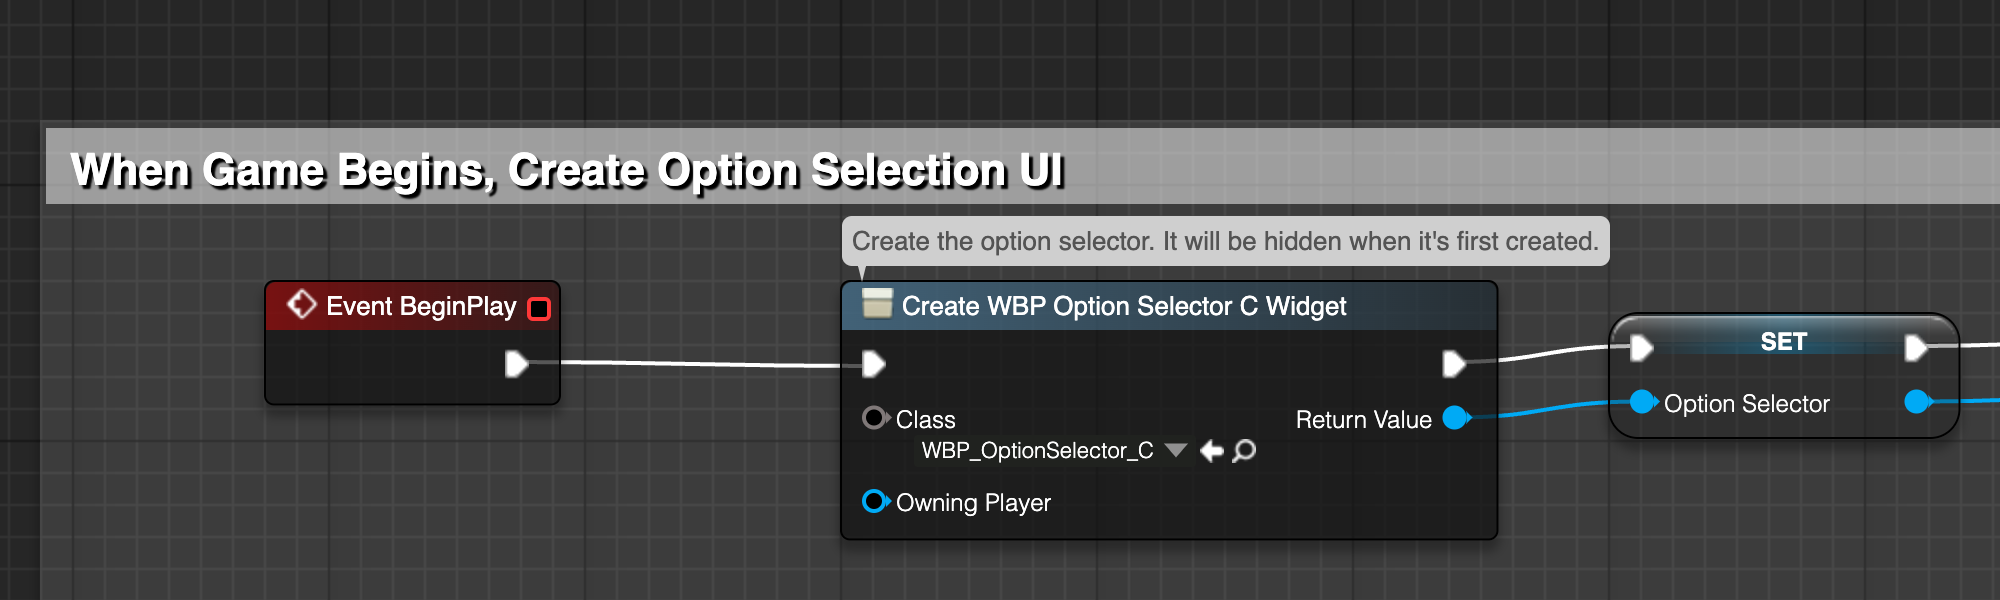 When Game Begins, Create Option Selection UI
Create the option selector. It will be hidden when it's first created.
Event BeginPlay
Create WBP Option Selector C Widget
SET
Class
Return Value
Option Selector
WBP_OptionSelector_C
Owning Player